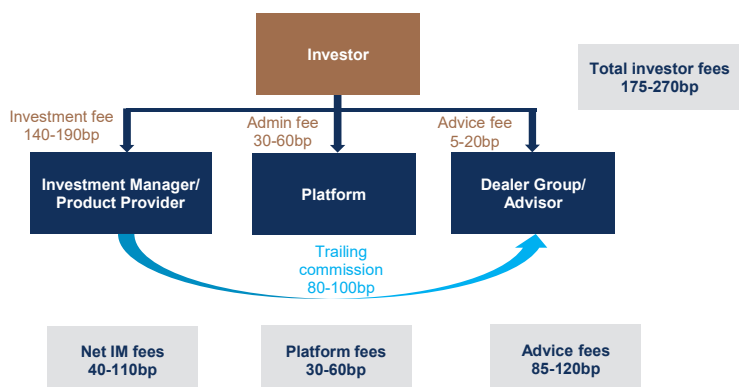 Investor
Total investor fees
175-270bp
Investment fee
140-190bp
Admin fee
30-60bp
Advice fee
5-20bp
Investment Manager/
Product Provider
Platform
Dealer Group/
Advisor
Trailing
commission
80-100bp
Net IM fees
40-110bp
Platform fees
30-60bp
Advice fees
85-120bp